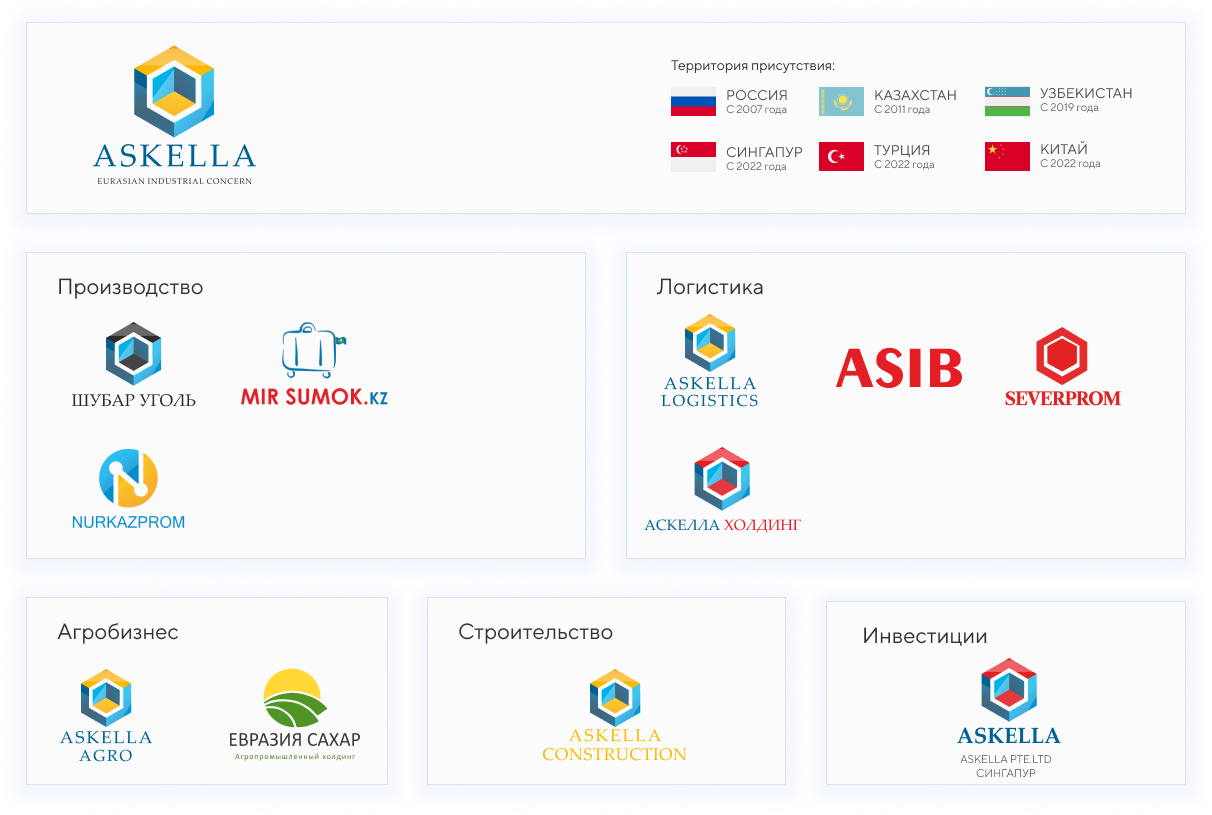 ASKELLA
EURASIAN INDUSTRIAL CONCERN
Территория присутствия:
РОССИЯ
С 2007 года
КАЗАХСТАН
С 2011 года
УЗБЕКИСТАН
С 2019 года
СИНГАПУР
С 2022 года
ТУРЦИЯ
С 2022 года
КИТАЙ
С 2022 года
Производство
ШУБАР УГОЛЬ
MIR SUMOK.KZ
NURKAZPROM
Логистика
ASKELLA
LOGISTICS
ASIB
SEVERPROM
АСКЕЛЛА ХОЛДИНГ
Агробизнес
ASKELLA
AGRO
ЕВРАЗИЯ САХАР
Агропромышленный холдинг
Строительство
ASKELLA
CONSTRUCTION
Инвестиции
ASKELLA
ASKELLA PTE.LTD
СИНГАПУР